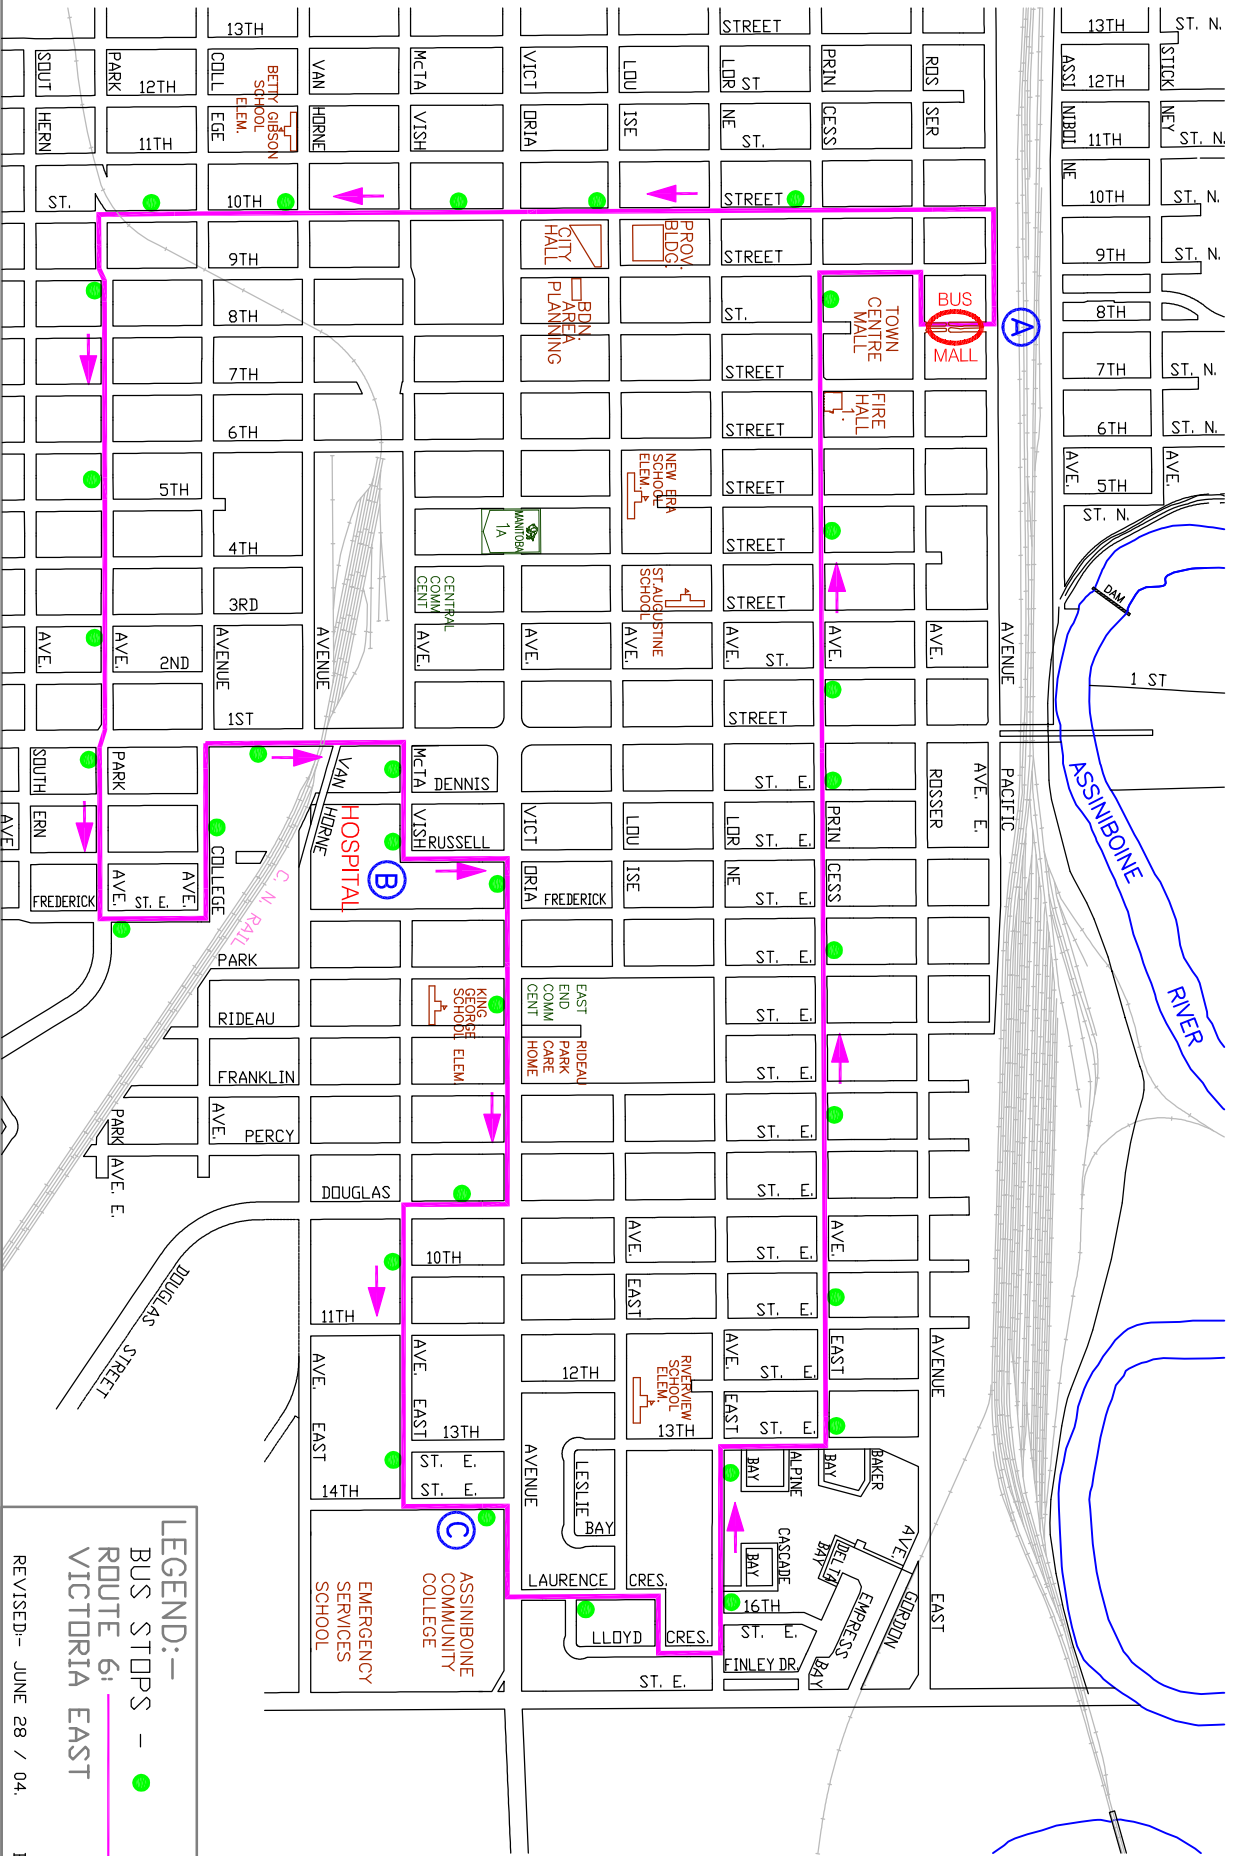 13TH
STREET
13TH
ST. N.
SOUT
HERN
PARK
12TH
COLL
EGE
VAN
HORNE
McTA
VISH
VICT
ORIA
LOU
ISE
LOR
NE
ST
ST.
PRIN
CESS
ROS
SER
ASSI
NIBOI
NE
12TH
STICK
NEY
11TH
11TH
ST. N.
BETTY GIBSON
SCHOOL
ELEM.
ST.
10TH
STREET
10TH
ST. N.
9TH
CITY
HALL
PROV.
BLDG.
STREET
9TH
ST. N.
8TH
BDN.
AREA
PLANNING
ST.
TOWN
CENTRE
MALL
BUS
MALL
A
8TH
7TH
STREET
7TH
ST. N.
6TH
STREET
FIRE
HALL
1.
6TH
ST. N.
5TH
NEW ERA
SCHOOL
ELEM.
STREET
AVE.
5TH
AVE.
ST. N.
4TH
MANITOBA
1A
STREET
3RD
CENTRAL
COMM
CENT
ST.AUGUSTINE
SCHOOL
STREET
DAM
AVE.
AVE.
2ND
AVENUE
AVENUE
AVE.
AVE.
AVE.
AVE.
ST.
AVE.
AVE.
AVENUE
1 ST
1ST
STREET
SOUTH
ERN
AVE
PARK
AVE.
VAN
HORNE
McTA
VISH
DENNIS
ST. E.
ROSSER
AVE. E.
PACIFIC
ASSINIBOINE
RIVER
HOSPITAL
B
RUSSELL
VICT
ORIA
LOU
ISE
LOR
NE
ST. E.
PRIN
CESS
COLLEGE
AVE.
FREDERICK
ST. E.
FREDERICK
ST. E.
C. N. RAIL
PARK
ST. E.
RIDEAU
KING
GEORGE
SCHOOL ELEM.
EAST
END
COMM
CENT
RIDEAU
PARK
CARE
HOME
ST. E.
FRANKLIN
ST. E.
PARK AVE. E.
AVE.
PERCY
ST. E.
DOUGLAS
ST. E.
DOUGLAS
STREET
10TH
AVE.
EAST
ST. E.
AVE.
EAST
11TH
ST. E.
AVE.
EAST
AVE.
EAST
12TH
RIVERVIEW
SCHOOL
ELEM.
AVE.
EAST
ST. E.
AVENUE
EAST
13TH
13TH
ST. E.
ST. E.
14TH
ST. E.
C
AVENUE
LESLIE
BAY
BAY
ALPINE
BAY
BAKER
CASCADE
BAY
DELTA
BAY
AVE.
GORDON
EMPRESS
BAY
LAURENCE
CRES.
16TH
ST. E.
LLOYD
CRES.
FINLEY DR.
ST. E.
ASSINIBOINE
COMMUNITY
COLLEGE
EMERGENCY
SERVICES
SCHOOL
LEGEND:-
BUS STOPS -
ROUTE 6:
VICTORIA EAST
REVISED:- JUNE 28 / 04.